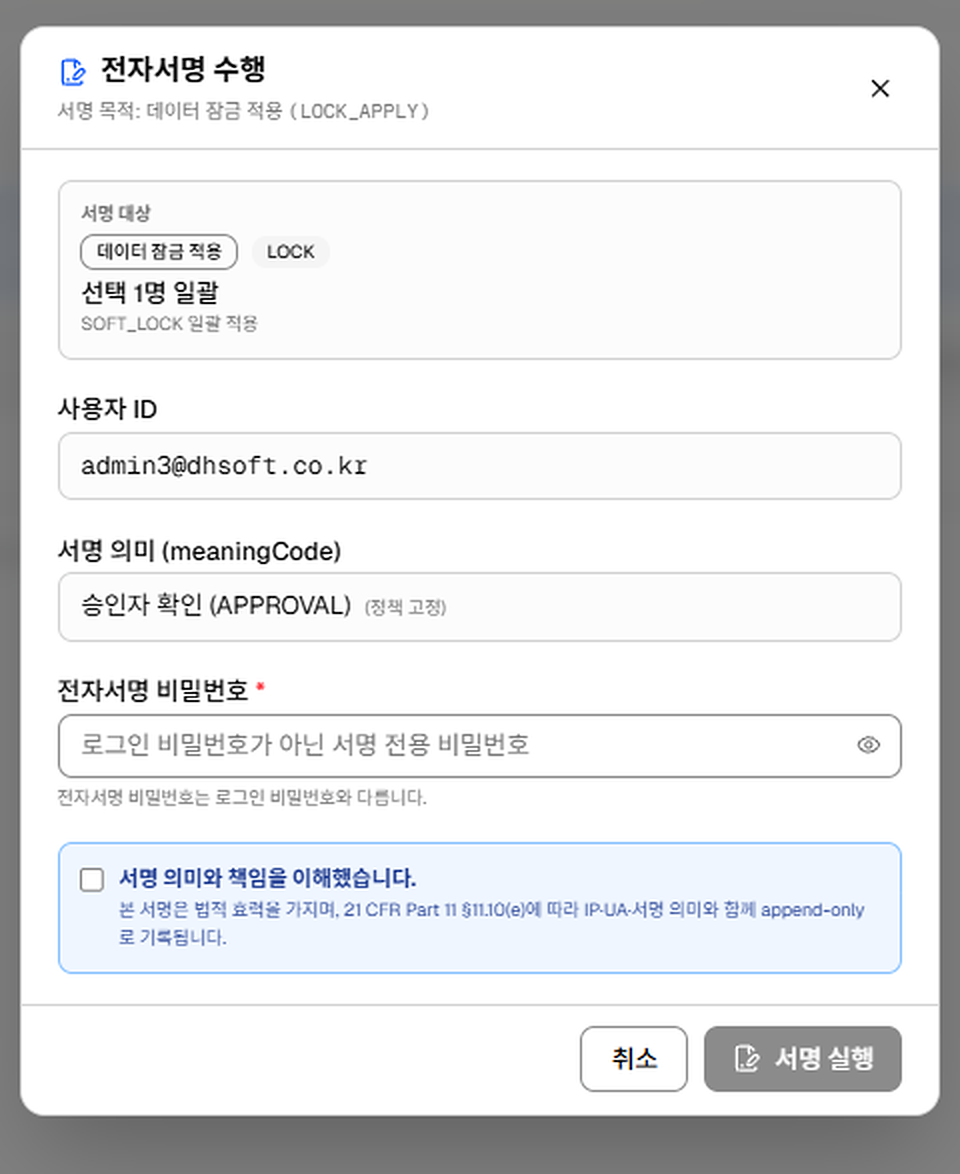 전자서명 수행
서명 목적: 데이터 잠금 적용 (LOCK_APPLY)
서명 대상
데이터 잠금 적용 LOCK
선택 1명 일괄
SOFT_LOCK 일괄 적용
사용자 ID
admin3@dhsoft.co.kr
서명 의미 (meaningCode)
승인자 확인 (APPROVAL) (정책 고정)
전자서명 비밀번호 *
로그인 비밀번호가 아닌 서명 전용 비밀번호
전자서명 비밀번호는 로그인 비밀번호와 다릅니다.
서명 의미와 책임을 이해했습니다.
본 서명은 법적 효력을 가지며, 21 CFR Part 11 §11.10(e)에 따라 IP·UA·서명 의미와 함께 append-only
로 기록됩니다.
취소 서명 실행